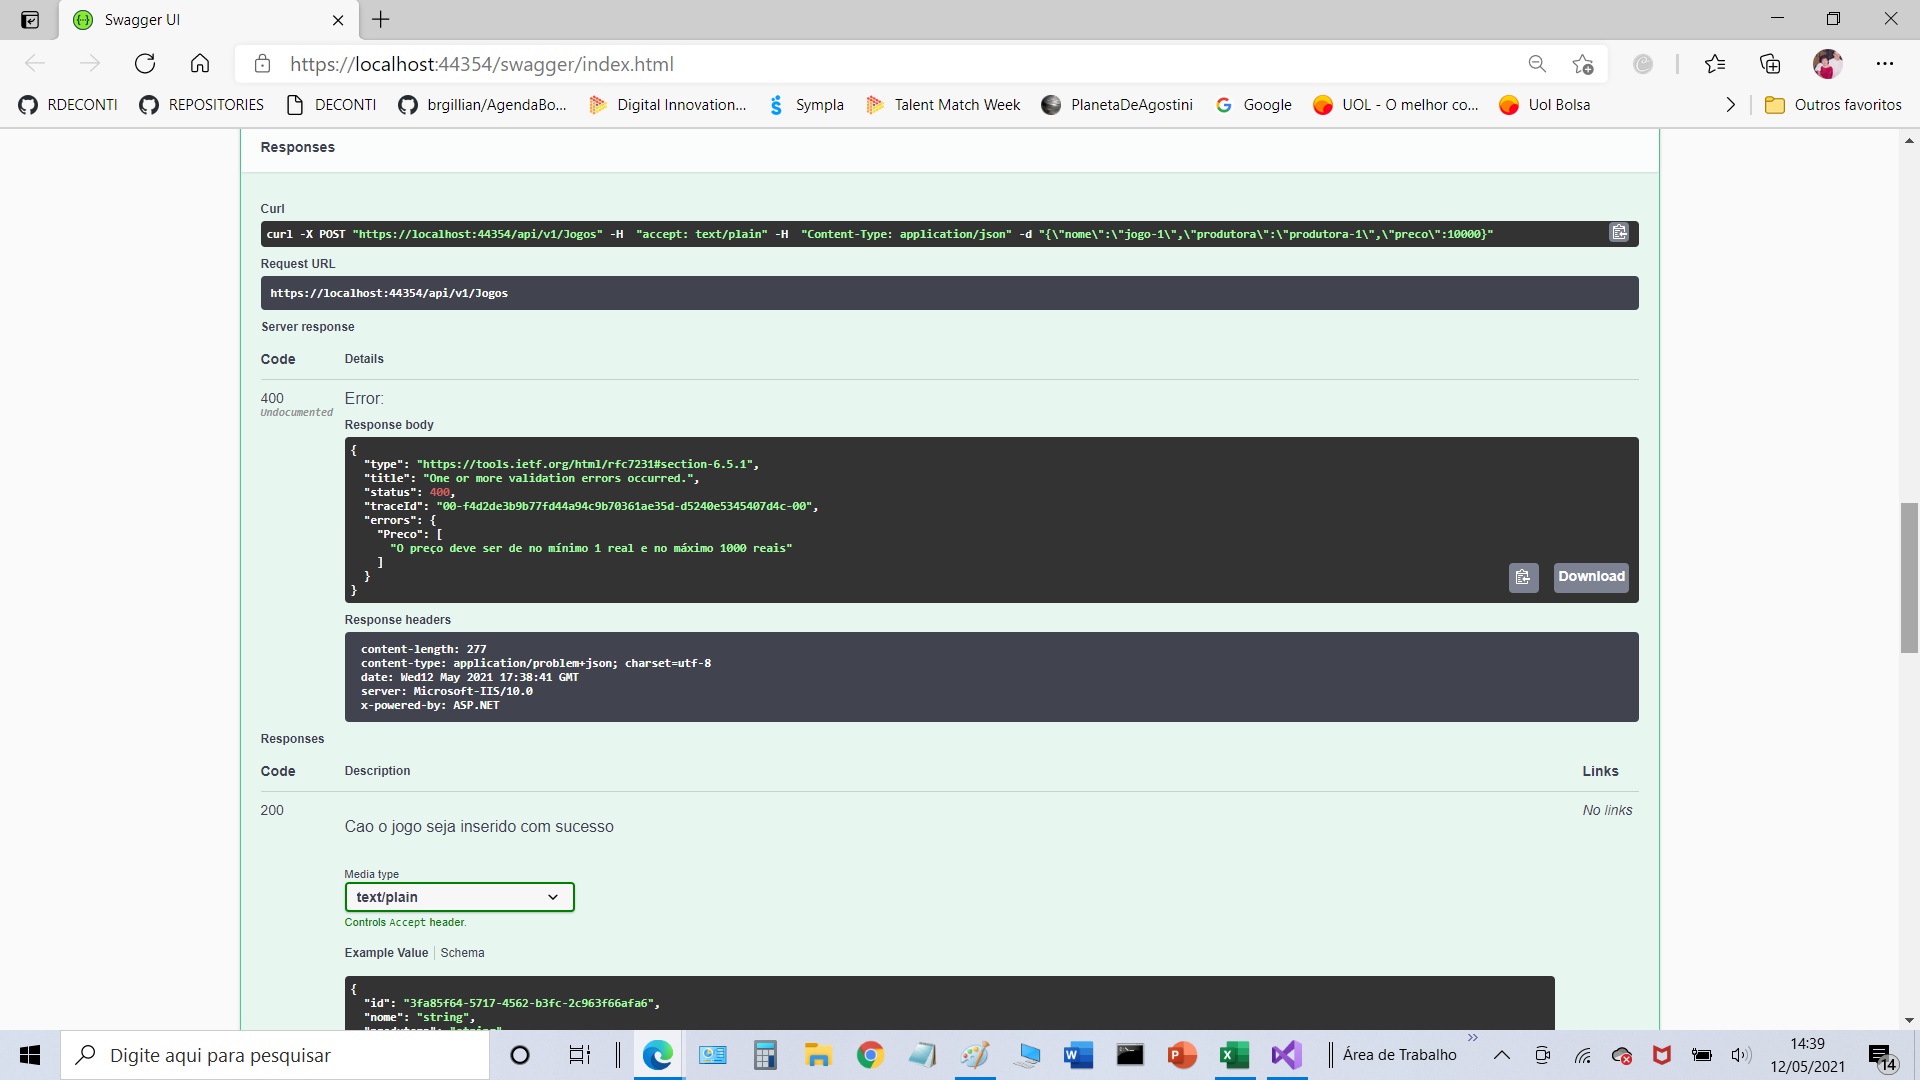 Swagger UI
https://localhost:44354/swagger/index.html
RDECONTI
REPOSITORIES
DECONTI
brgillian/AgendaBo...
Digital Innovation...
Sympla
Talent Match Week
PlanetaDeAgostini
Google
UOL - O melhor co...
Uol Bolsa
Outros favoritos
Responses
Curl
curl -X POST "https://localhost:44354/api/v1/Jogos" -H  "accept: text/plain" -H  "Content-Type: application/json" -d "{\"nome\":\"jogo-1\",\"produtora\":\"produtora-1\",\"preco\":10000}"
Request URL
https://localhost:44354/api/v1/Jogos
Server response
Code Details
400 Error:
Undocumented
Response body
{
"type": "https://tools.ietf.org/html/rfc7231#section-6.5.1",
"title": "One or more validation errors occurred.",
"status": 400,
"traceId": "00-f4d2de3b9b77fd44a94c9b70361ae35d-d5240e5345407d4c-00",
"errors": {
"Preco": [
"O preço deve ser de no mínimo 1 real e no máximo 1000 reais"
]
}
}
Download
Response headers
content-length: 277
content-type: application/problem+json; charset=utf-8
date: Wed12 May 2021 17:38:41 GMT
server: Microsoft-IIS/10.0
x-powered-by: ASP.NET
Responses
Code Description Links
200 No links
Cao o jogo seja inserido com sucesso
Media type
text/plain
Controls Accept header.
Example Value Schema
{
"id": "3fa85f64-5717-4562-b3fc-2c963f66afa6",
"nome": "string",
Digite aqui para pesquisar
Área de Trabalho
14:39
12/05/2021
14